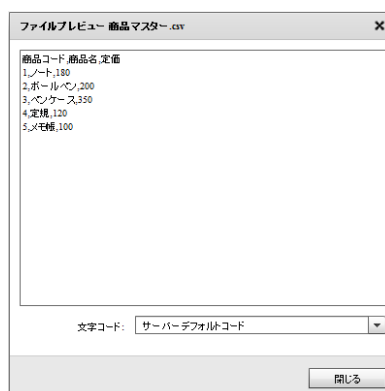 ファイルプレビュー 商品マスター.csv
商品コード,商品名,定価
1,ノート,180
2,ボールペン,200
3,ペンケース,350
4,定規,120
5,メモ帳,100
文字コード: サーバーデフォルトコード
閉じる